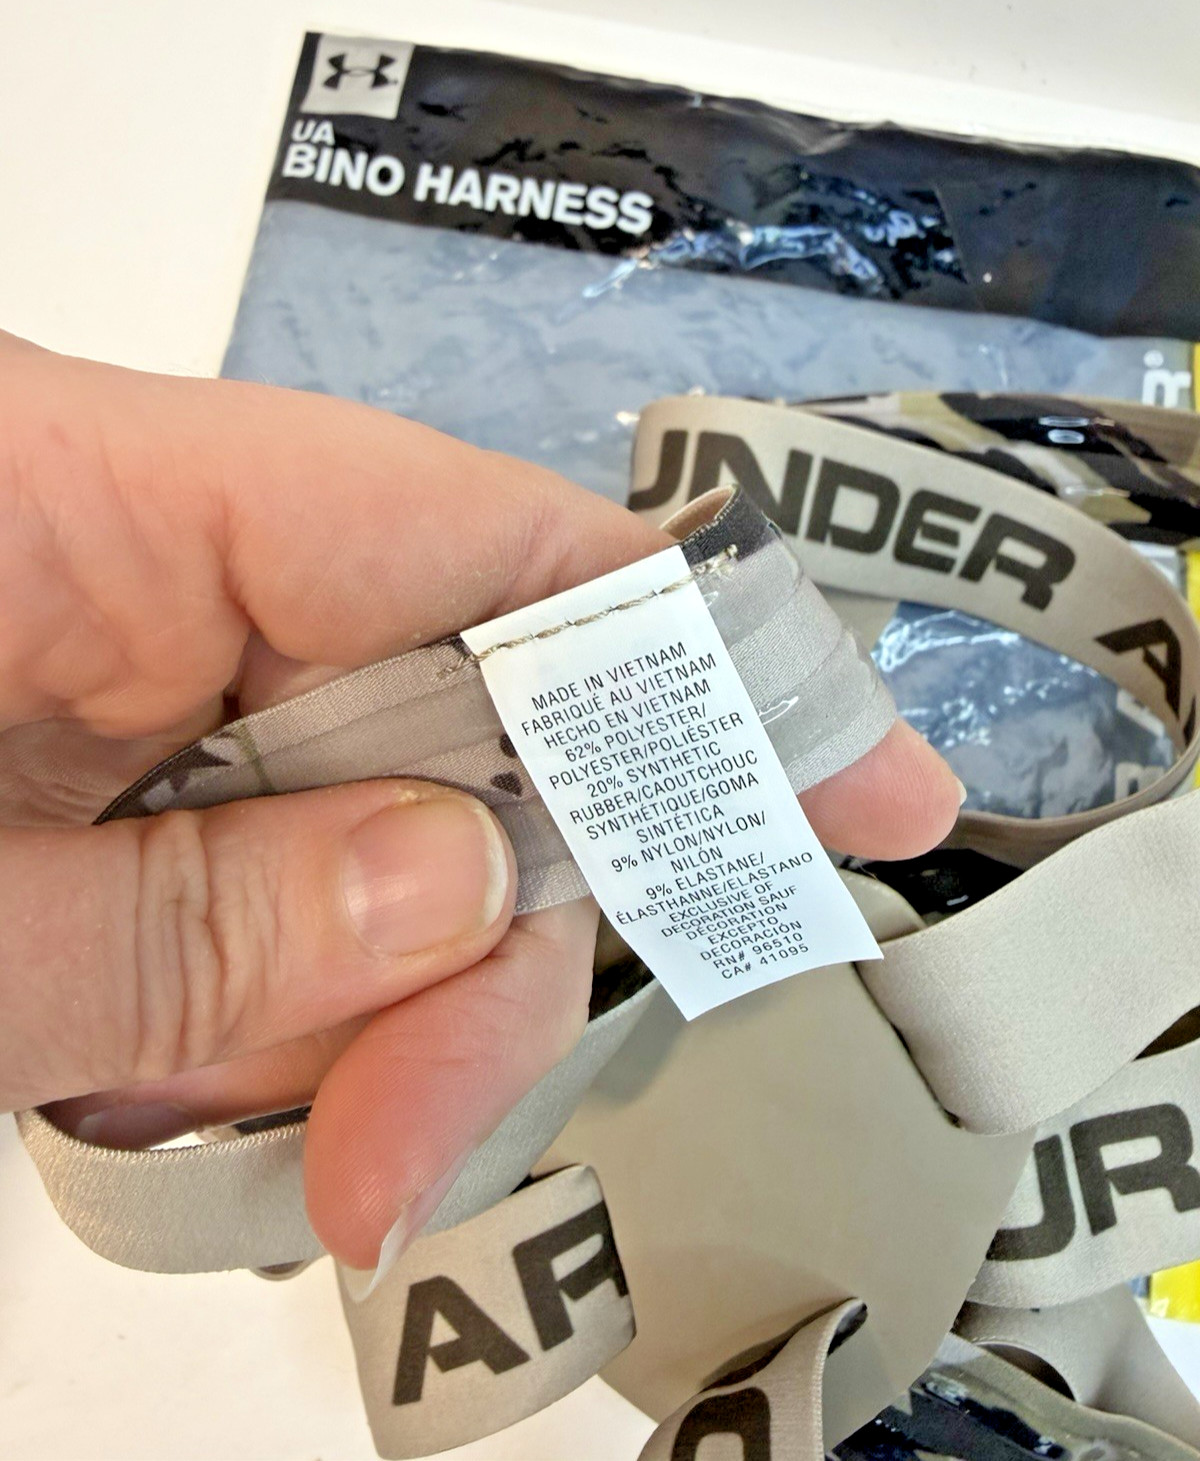 UA
BINO HARNESS
UNDER A
MADE IN VIETNAM
FABRIQUÉ AU VIETNAM
HECHO EN VIETNAM
62% POLYESTER/
POLYESTER/POLIÉSTER
20% SYNTHETIC
RUBBER/CAOUTCHOUC
SYNTHÉTIQUE/GOMA
SINTÉTICA
9% NYLON/NYLON/
NILÓN
9% ELASTANE/
ÉLASTHANNE/ELASTANO
EXCLUSIVE OF
DECORATION SAUF
DÉCORATION
EXCEPTO
DECORACIÓN
RN# 96510
CA# 41095
UR
AR